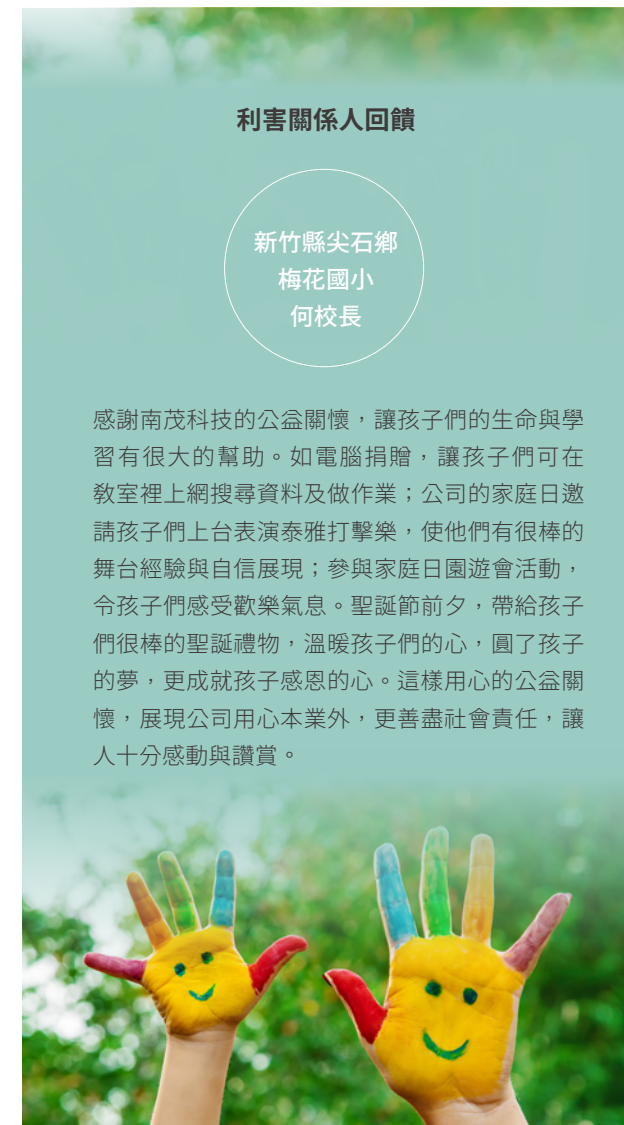 利害關係人回饋
新竹縣尖石鄉
梅花國小
何校長
感謝南茂科技的公益關懷，讓孩子們的生命與學
習有很大的幫助。如電腦捐贈，讓孩子們可在
教室裡上網搜尋資料及做作業；公司的家庭日邀
請孩子們上台表演泰雅打擊樂，使他們有很棒的
舞台經驗與自信展現；參與家庭日園遊會活動，
令孩子們感受歡樂氣息。聖誕節前夕，帶給孩子
們很棒的聖誕禮物，溫暖孩子們的心，圓了孩子
的夢，更成就孩子感恩的心。這樣用心的公益關
懷，展現公司用心本業外，更善盡社會責任，讓
人十分感動與讚賞。